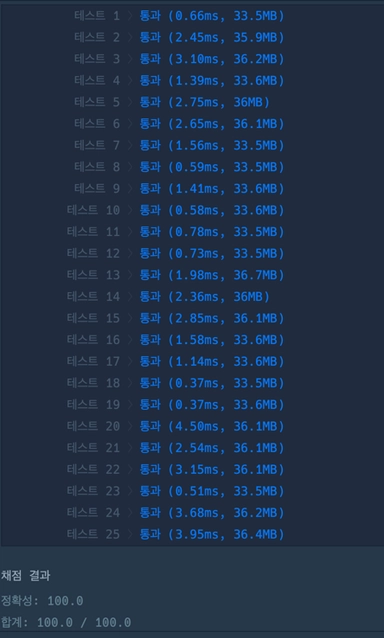 테스트 1 〉 통과 (0.66ms, 33.5MB)
테스트 2 〉 통과 (2.45ms, 35.9MB)
테스트 3 〉 통과 (3.10ms, 36.2MB)
테스트 4 〉 통과 (1.39ms, 33.6MB)
테스트 5 〉 통과 (2.75ms, 36MB)
테스트 6 〉 통과 (2.65ms, 36.1MB)
테스트 7 〉 통과 (1.56ms, 33.5MB)
테스트 8 〉 통과 (0.59ms, 33.5MB)
테스트 9 〉 통과 (1.41ms, 33.6MB)
테스트 10 〉 통과 (0.58ms, 33.6MB)
테스트 11 〉 통과 (0.78ms, 33.5MB)
테스트 12 〉 통과 (0.73ms, 33.5MB)
테스트 13 〉 통과 (1.98ms, 36.7MB)
테스트 14 〉 통과 (2.36ms, 36MB)
테스트 15 〉 통과 (2.85ms, 36.1MB)
테스트 16 〉 통과 (1.58ms, 33.6MB)
테스트 17 〉 통과 (1.14ms, 33.6MB)
테스트 18 〉 통과 (0.37ms, 33.5MB)
테스트 19 〉 통과 (0.37ms, 33.6MB)
테스트 20 〉 통과 (4.50ms, 36.1MB)
테스트 21 〉 통과 (2.54ms, 36.1MB)
테스트 22 〉 통과 (3.15ms, 36.1MB)
테스트 23 〉 통과 (0.51ms, 33.5MB)
테스트 24 〉 통과 (3.68ms, 36.2MB)
테스트 25 〉 통과 (3.95ms, 36.4MB)
채점 결과
정확성: 100.0
합계: 100.0 / 100.0